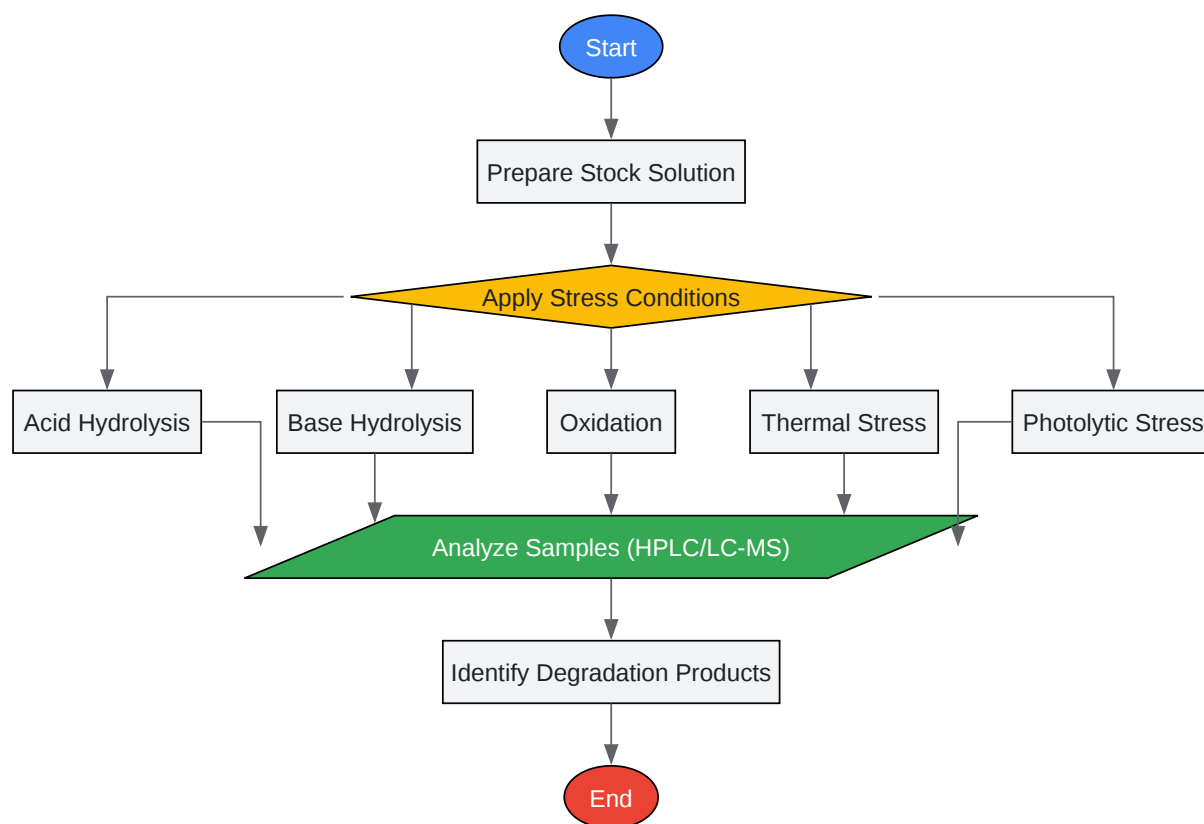 Start
Prepare Stock Solution
Apply Stress Conditions
Acid Hydrolysis
Base Hydrolysis
Oxidation
Thermal Stress
Photolytic Stress
Analyze Samples (HPLC/LC-MS)
Identify Degradation Products
End